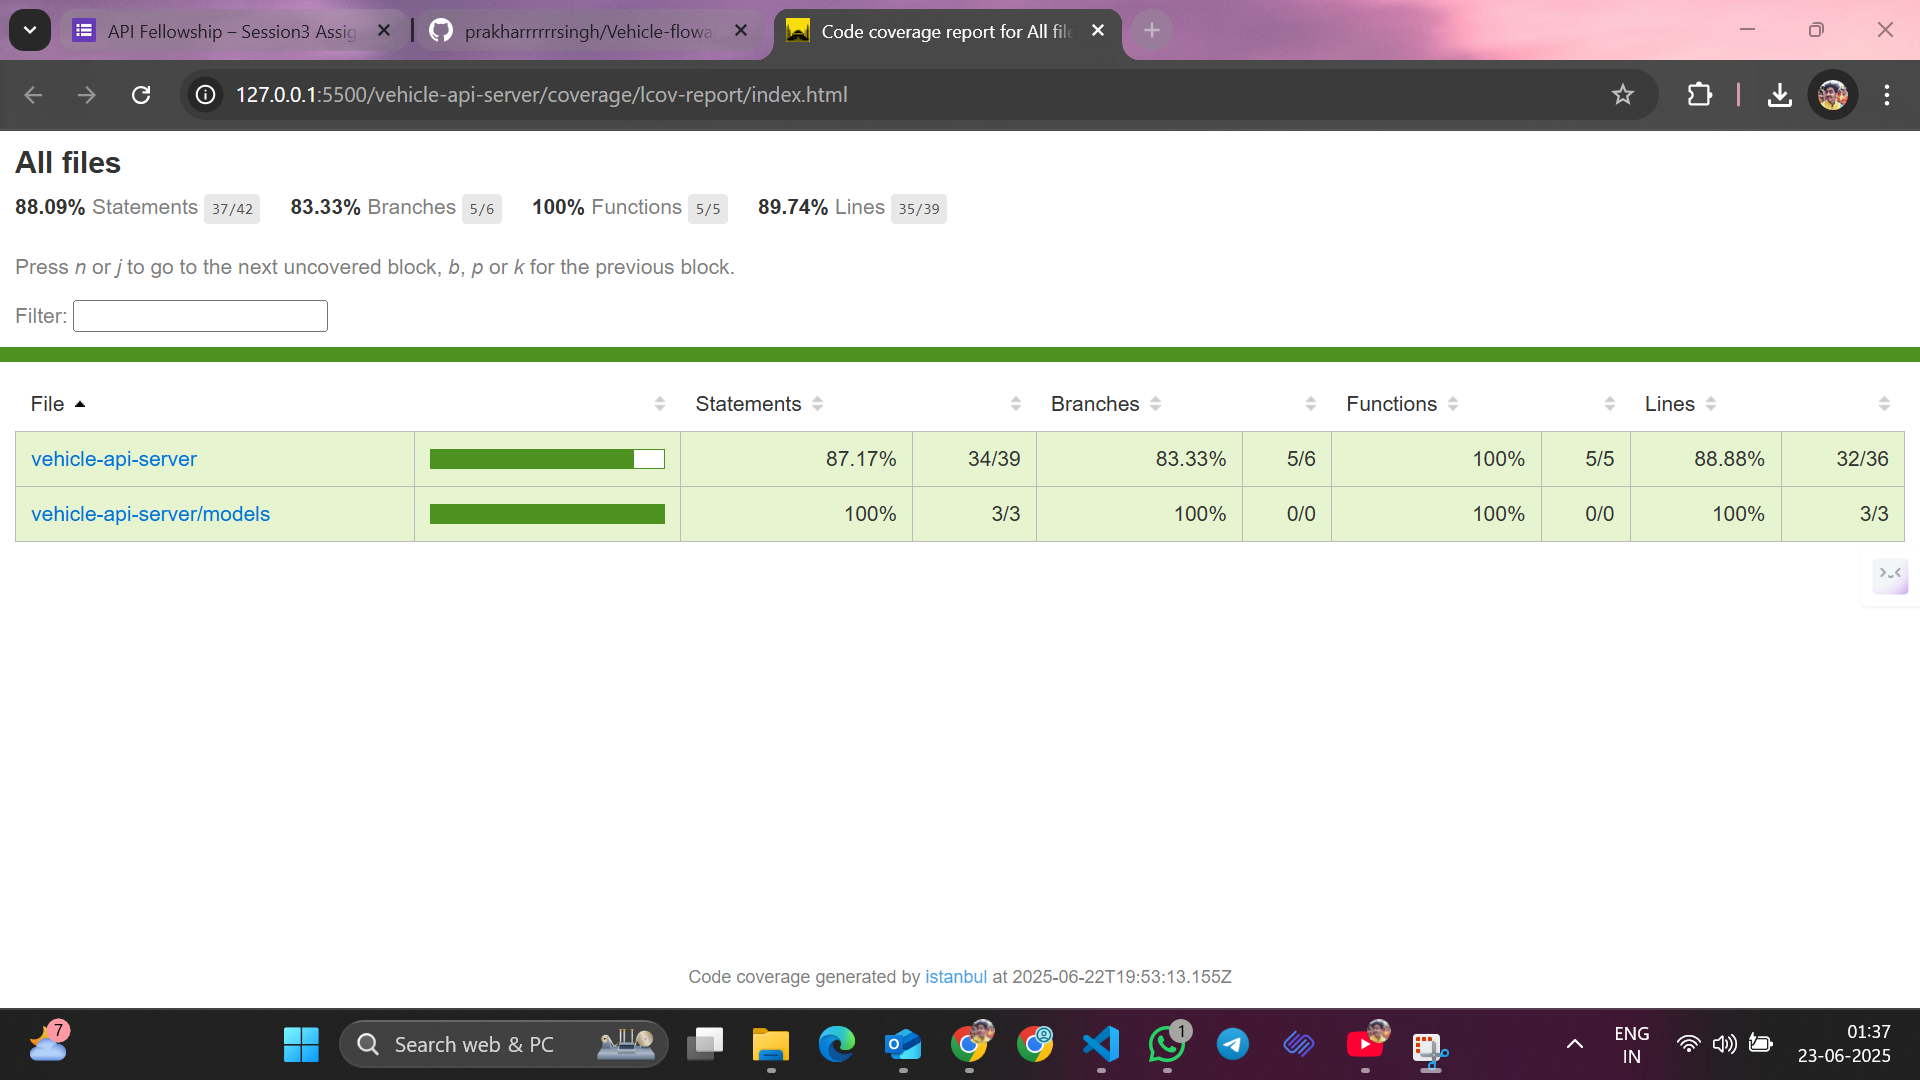 API Fellowship – Session3 Assig
prakharrrrrrsingh/Vehicle-flowa
Code coverage report for All file
127.0.0.1:5500/vehicle-api-server/coverage/lcov-report/index.html
All files
88.09% Statements 37/42 83.33% Branches 5/6 100% Functions 5/5 89.74% Lines 35/39
Press n or j to go to the next uncovered block, b, p or k for the previous block.
Filter:
File Statements Branches Functions Lines
vehicle-api-server 87.17% 34/39 83.33% 5/6 100% 5/5 88.88% 32/36
vehicle-api-server/models 100% 3/3 100% 0/0 100% 0/0 100% 3/3
Code coverage generated by istanbul at 2025-06-22T19:53:13.155Z
7
Search web & PC
1
ENG
IN
01:37
23-06-2025